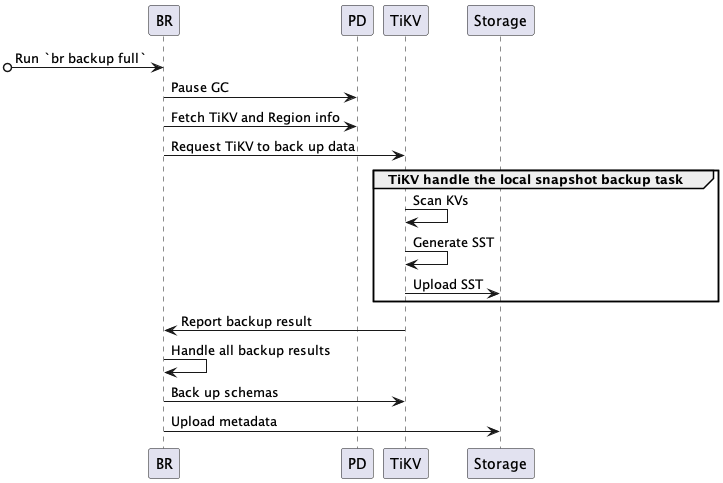 BR PD TiKV Storage
Run `br backup full`
Pause GC
Fetch TiKV and Region info
Request TiKV to back up data
TiKV handle the local snapshot backup task
Scan KVs
Generate SST
Upload SST
Report backup result
Handle all backup results
Back up schemas
Upload metadata
BR PD TiKV Storage